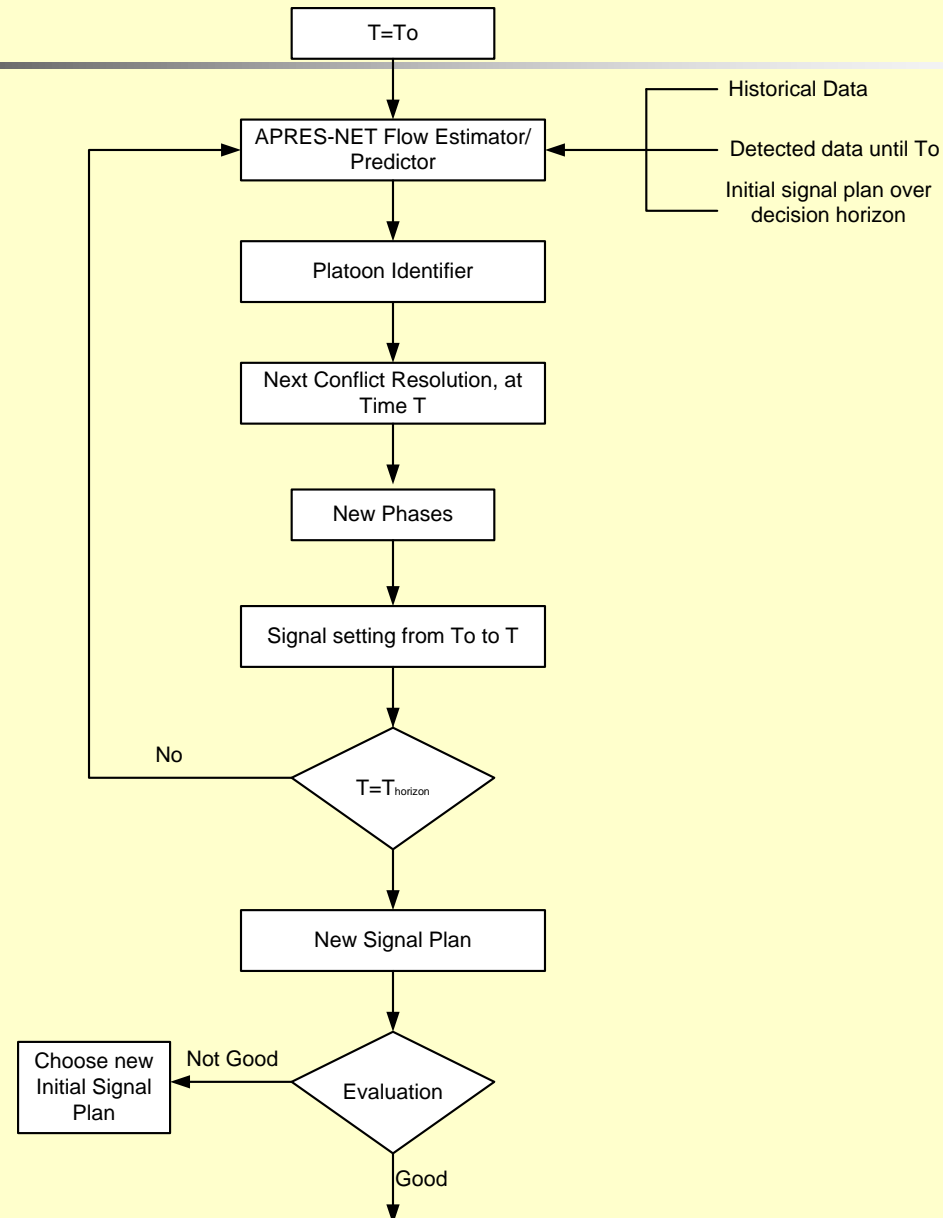 T=To
Historical Data
APRES-NET Flow Estimator/
Predictor
Detected data until To
Initial signal plan over
decision horizon
Platoon Identifier
Next Conflict Resolution, at
Time T
New Phases
Signal setting from To to T
No
T=Thorizon
New Signal Plan
Choose new
Initial Signal
Plan
Not Good
Evaluation
Good